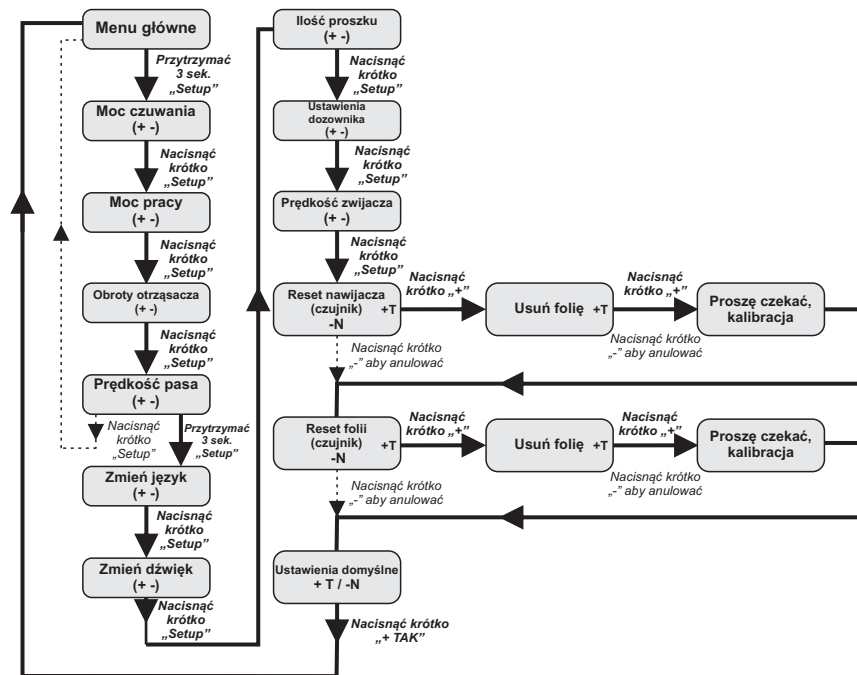 Menu główne
Przytrzymać
3 sek.
„Setup”
Moc czuwania
(+ -)
Nacisnąć
krótko
„Setup”
Moc pracy
(+ -)
Nacisnąć
krótko
„Setup”
Obroty otrząsacza
(+ -)
Nacisnąć
krótko
„Setup”
Prędkość pasa
(+ -)
Nacisnąć
krótko
„Setup”
Przytrzymać
3 sek.
„Setup”
Zmień język
(+ -)
Nacisnąć
krótko
„Setup”
Zmień dźwięk
(+ -)
Nacisnąć
krótko
„Setup”
Ilość proszku
(+ -)
Nacisnąć
krótko
„Setup”
Ustawienia
dozownika
(+ -)
Nacisnąć
krótko
„Setup”
Prędkość zwijacza
(+ -)
Nacisnąć
krótko
„Setup”
Reset nawijacza
(czujnik) +T
-N
Nacisnąć
krótko „+”
Usuń folię +T
Nacisnąć
krótko „+”
Proszę czekać,
kalibracja
Nacisnąć krótko
„-” aby anulować
Nacisnąć krótko
„-” aby anulować
Reset folii
(czujnik) +T
-N
Nacisnąć
krótko „+”
Usuń folię +T
Nacisnąć
krótko „+”
Proszę czekać,
kalibracja
Nacisnąć krótko
„-” aby anulować
Nacisnąć krótko
„-” aby anulować
Ustawienia domyślne
+ T / -N
Nacisnąć krótko
„+ TAK”